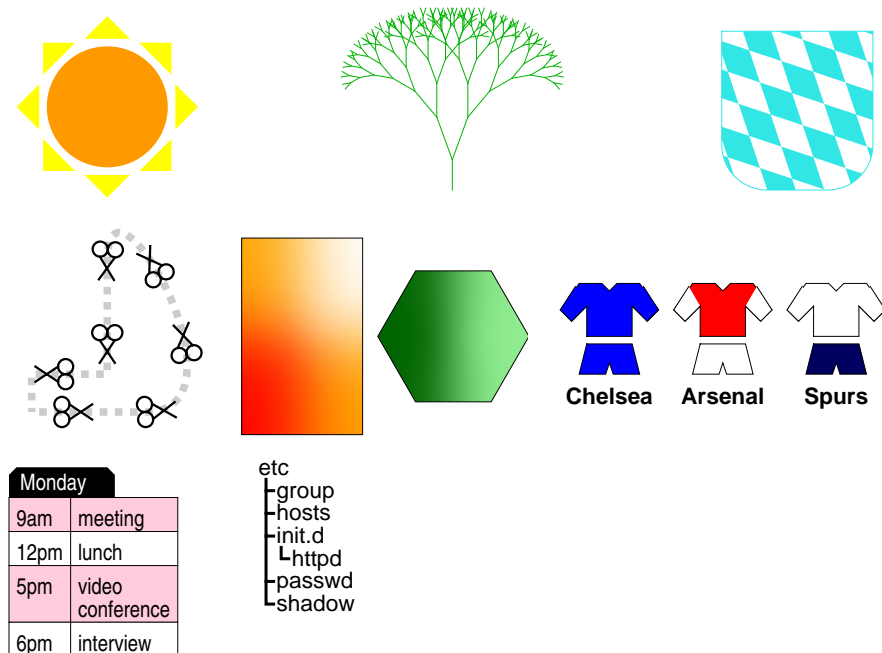 Chelsea Arsenal Spurs
Monday
9am meeting
12pm lunch
5pm video
conference
6pm interview
etc
group
hosts
init.d
httpd
passwd
shadow